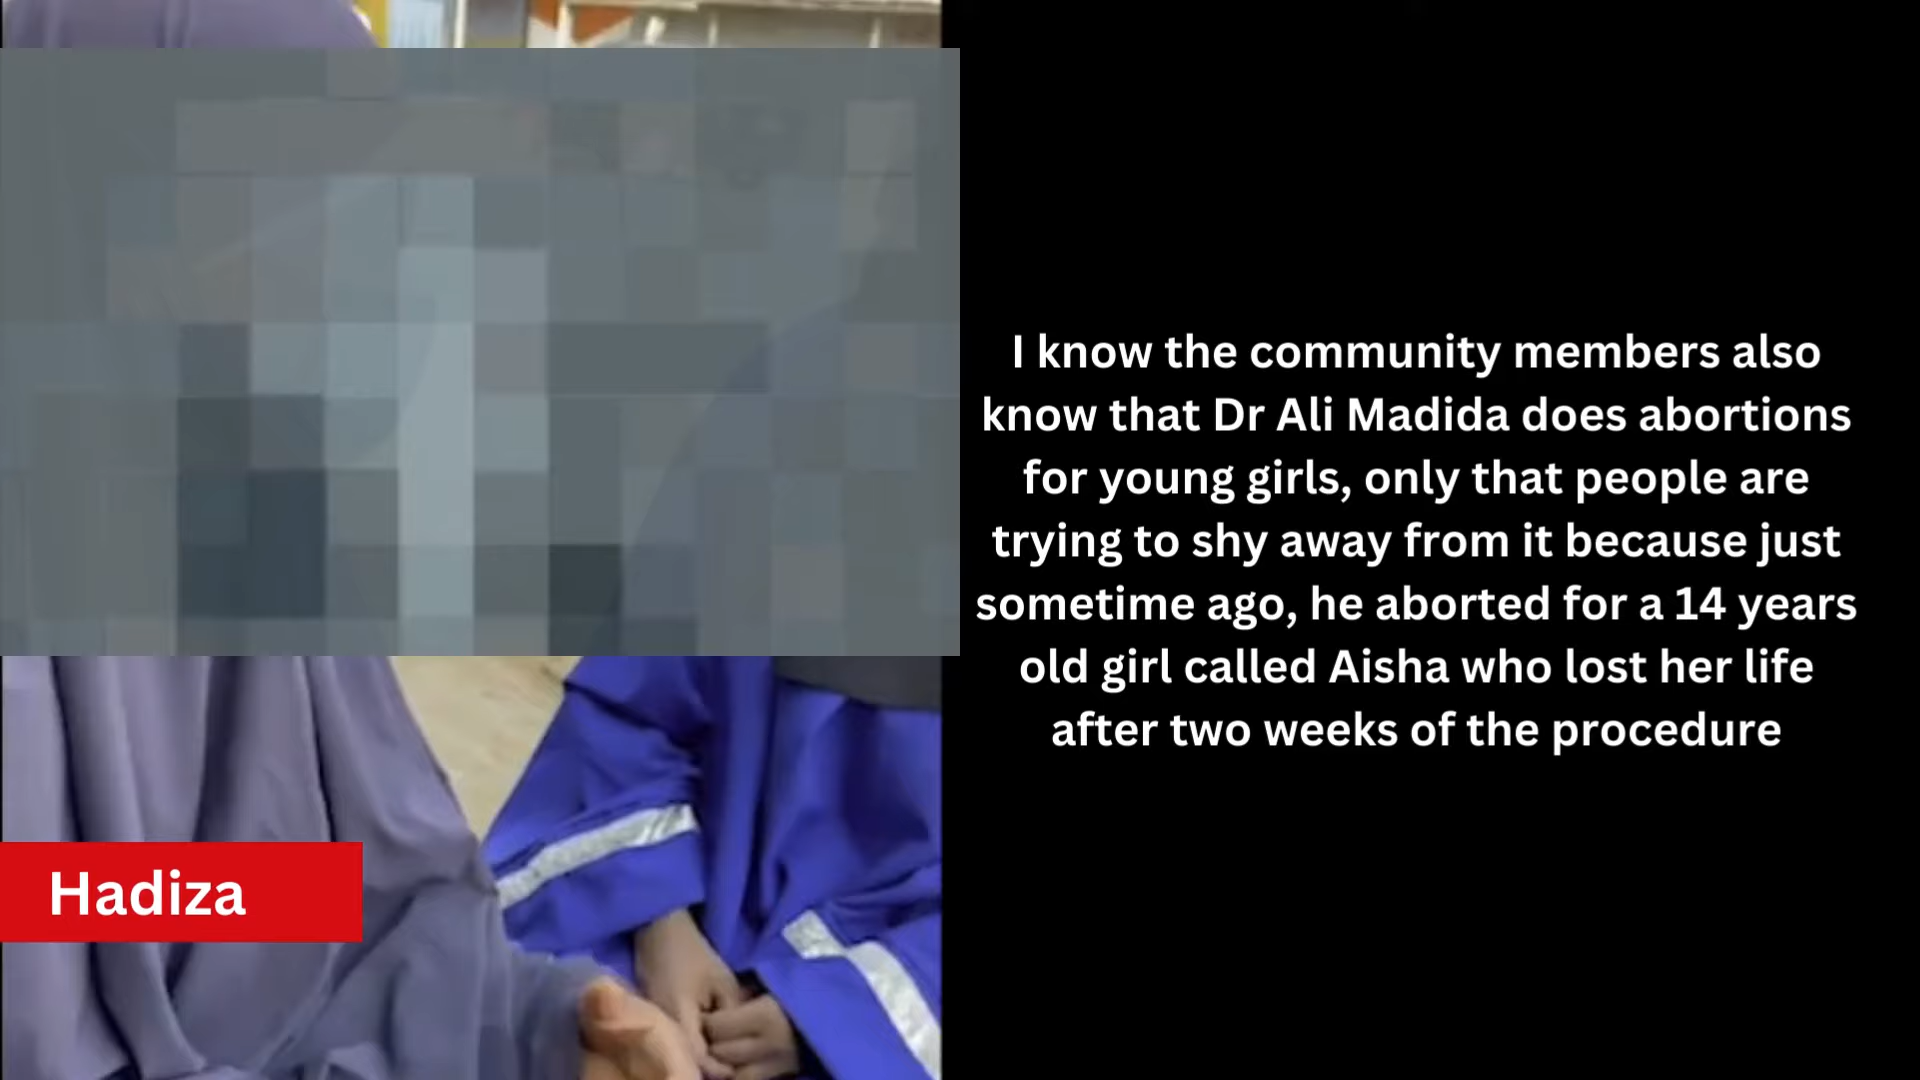 I know the community members also
know that Dr Ali Madida does abortions
for young girls, only that people are
trying to shy away from it because just
sometime ago, he aborted for a 14 years
old girl called Aisha who lost her life
after two weeks of the procedure
Hadiza